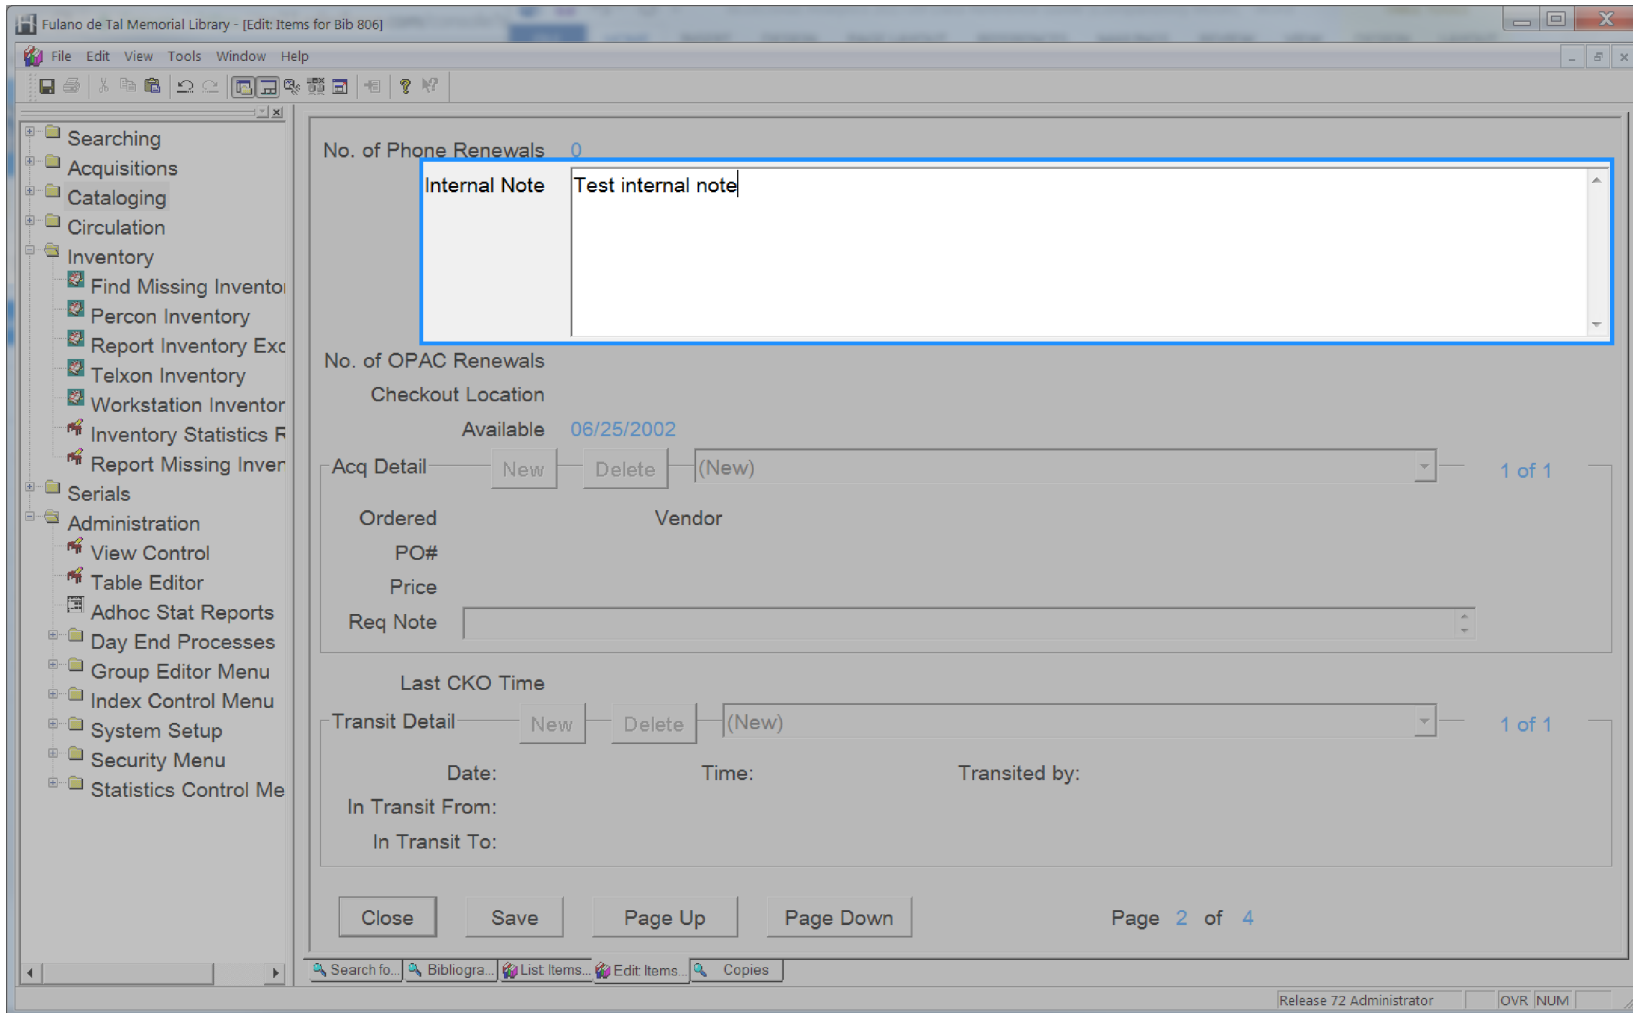 Fulano de Tal Memorial Library - [Edit: Items for Bib 806]
File Edit View Tools Window Help
Searching
Acquisitions
Cataloging
Circulation
Inventory
Find Missing Invento
Percon Inventory
Report Inventory Exc
Telxon Inventory
Workstation Inventor
Inventory Statistics R
Report Missing Inven
Serials
Administration
View Control
Table Editor
Adhoc Stat Reports
Day End Processes
Group Editor Menu
Index Control Menu
System Setup
Security Menu
Statistics Control Me
No. of Phone Renewals 0
Internal Note Test internal note
No. of OPAC Renewals
Checkout Location
Available 06/25/2002
Acq Detail New Delete (New) 1 of 1
Ordered Vendor
PO#
Price
Req Note
Last CKO Time
Transit Detail New Delete (New) 1 of 1
Date: Time: Transited by:
In Transit From:
In Transit To:
Close Save Page Up Page Down Page 2 of 4
Search fo... Bibliogra... List: Items... Edit: Items... Copies
Release 72 Administrator OVR NUM